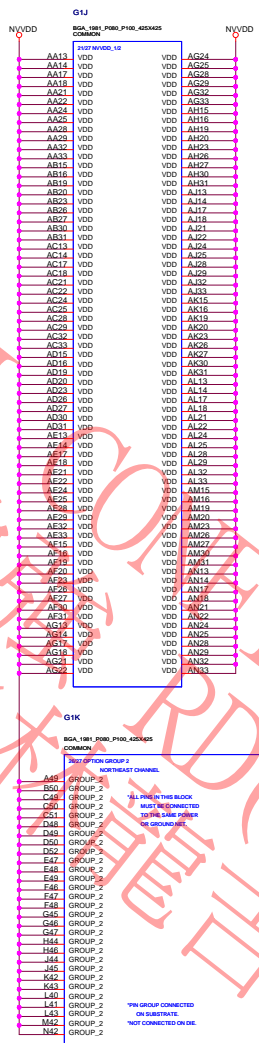 G1J
NVVDD NVVDD
BGA_1981_P080_P100_425X425
COMMON
21/27 NVVDD_1/2
AA13 VDD VDD AG24
AA14 VDD VDD AG25
AA17 VDD VDD AG28
AA18 VDD VDD AG29
AA21 VDD VDD AG32
AA22 VDD VDD AG33
AA24 VDD VDD AH15
AA25 VDD VDD AH16
AA28 VDD VDD AH19
AA29 VDD VDD AH20
AA32 VDD VDD AH23
AA33 VDD VDD AH26
AB15 VDD VDD AH27
AB16 VDD VDD AH30
AB19 VDD VDD AH31
AB20 VDD VDD AJ13
AB23 VDD VDD AJ14
AB26 VDD VDD AJ17
AB27 VDD VDD AJ18
AB30 VDD VDD AJ21
AB31 VDD VDD AJ22
AC13 VDD VDD AJ24
AC14 VDD VDD AJ25
AC17 VDD VDD AJ28
AC18 VDD VDD AJ29
AC21 VDD VDD AJ32
AC22 VDD VDD AJ33
AC24 VDD VDD AK15
AC25 VDD VDD AK16
AC28 VDD VDD AK19
AC29 VDD VDD AK20
AC32 VDD VDD AK23
AC33 VDD VDD AK26
AD15 VDD VDD AK27
AD16 VDD VDD AK30
AD19 VDD VDD AK31
AD20 VDD VDD AL13
AD23 VDD VDD AL14
AD26 VDD VDD AL17
AD27 VDD VDD AL18
AD30 VDD VDD AL21
AD31 VDD VDD AL22
AE13 VDD VDD AL24
AE14 VDD VDD AL25
AE17 VDD VDD AL28
AE18 VDD VDD AL29
AE21 VDD VDD AL32
AE22 VDD VDD AL33
AE24 VDD VDD AM15
AE25 VDD VDD AM16
AE28 VDD VDD AM19
AE29 VDD VDD AM20
AE32 VDD VDD AM23
AE33 VDD VDD AM26
AF15 VDD VDD AM27
AF16 VDD VDD AM30
AF19 VDD VDD AM31
AF20 VDD VDD AN13
AF23 VDD VDD AN14
AF26 VDD VDD AN17
AF27 VDD VDD AN18
AF30 VDD VDD AN21
AF31 VDD VDD AN22
AG13 VDD VDD AN24
AG14 VDD VDD AN25
AG17 VDD VDD AN28
AG18 VDD VDD AN29
AG21 VDD VDD AN32
AG22 VDD VDD AN33
G1K
BGA_1981_P080_P100_425X425
COMMON
26/27 OPTION GROUP 2
NORTHEAST CHANNEL
A49 GROUP_2
B50 GROUP_2
C49 GROUP_2 *ALL PINS IN THIS BLOCK
C50 GROUP_2 MUST BE CONNECTED
C51 GROUP_2 TO THE SAME POWER
D48 GROUP_2 OR GROUND NET.
D49 GROUP_2
D50 GROUP_2
D52 GROUP_2
E47 GROUP_2
E48 GROUP_2
E49 GROUP_2
F46 GROUP_2
F47 GROUP_2
F48 GROUP_2
G45 GROUP_2
G46 GROUP_2
G47 GROUP_2
H44 GROUP_2
H46 GROUP_2
J44 GROUP_2
J45 GROUP_2
K42 GROUP_2
K43 GROUP_2
L40 GROUP_2
L41 GROUP_2 *PIN GROUP CONNECTED
L43 GROUP_2 ON SUBSTRATE.
M42 GROUP_2 *NOT CONNECTED ON DIE.
N42 GROUP_2